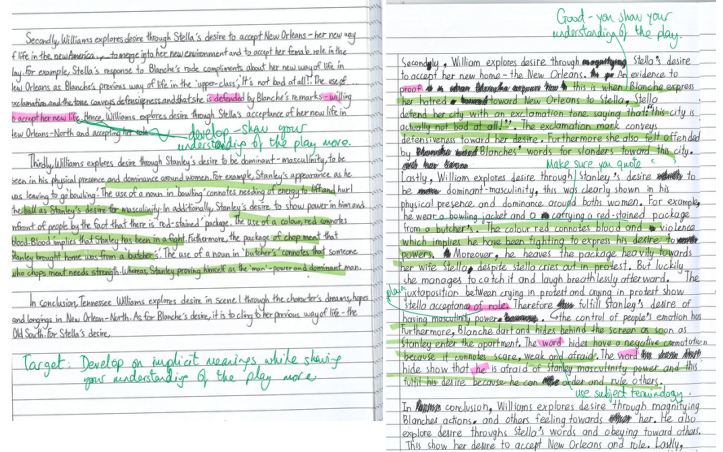 Secondly, Williams explores desire through Stella's desire to accept New Orleans - her new way
of life in the new America, to merge into her new environment and to accept her female role in the
play. For example, Stella's response to Blanche's rude compliments about her new way of life in
New Orleans as Blanche's previous way of life in the 'upper-class', 'It's not bad at all!'. The use of
exclamation and the tone conveys defensiveness and that she is defended by Blanche's remarks - willing
to accept her new life. Hence, Williams explores desire through Stella's acceptance of her new life in
New Orleans-North and accepting her role
develop - show your
understanding of the play more.
Thirdly, Williams explores desire through Stanley's desire to be dominant - masculinity, to be
seen in his physical presence and dominance around women. For example, Stanley's appearance as he
was leaving to go bowling. The use of a noun in 'bowling' connotes needing of energy to lift and hurl
the ball as Stanley's desire for masculinity. In additionally, Stanley's desire to show power in him and
infront of people by the fact that there is 'red-stained' package'. The use of a colour, red connotes
blood-Blood implies that Stanley has been in a fight. Futhermore, the package of chop ment that
Stanley brought home was from a 'butcher's'. The use of a noun in 'butcher's' connotes that someone
who chops meat needs strength. Whereas, Stanley proving himself as the 'man'- power and dominant man.
In conclusion, Tennessee Williams explores desire in scene 1 through the character's dreams, hopes
and longings in New Orlean-North. As for Blanche's desire, it is to cling to her previous way of life - the
Old South. for Stella's desire.
Target: Develop on implicit meanings while showing
your understanding of the play more
Good - you show your
understanding of the play.
Secondly, William explores desire through Stella's desire
to accept her new home - the New Orleans. An evidence to
proof this is when Blanche express
her hatred toward New Orleans to Stella, Stella
defend her city with an exclamation tone saying that "this city is
actually not bad at all!". The exclamation mark conveys
defensiveness toward her desire. Furthermore she also felt offended
by Blanches' words for slanders toward the city.
Make sure you quote
Lastly, William explores desire through Stanley's desire to
be dominant-masculinity, this was clearly shown in his
physical presence and dominance around boths women. For example,
he wear a bowling jacket and carrying a red-stained package
from a butcher's. The colour red connotes blood and violence
which implies he have been fighting to express his desire to
powers. Moreover, he heaves the package heavily towards
her wife Stella, despite stella cries out in protest. But luckily
she manages to catch it and laugh breathlessly afterward. The
juxtaposition between crying in protest and crying in protest show
stella acceptance of role. Therefore fulfill Stanley's desire of
having masculinity power. the control of people's emotion has
furthermore, Blanche dart and hides behind the screen as soon as
Stanley enter the apartment. The word hides have a negative connotation
because it connotes scare, weak and afraid. The word
hide show that he is afraid of stanley masculinity power and this
fulfil his desire because he can order and rule others.
use subject terminology.
In conclusion, Williams explores desire through magnifying
Blanches actions. and others feeling towards her. He also
explore desire throughs Stella's words and obeying toward others.
This show her desire to accept New Orleans and role. Lastly,